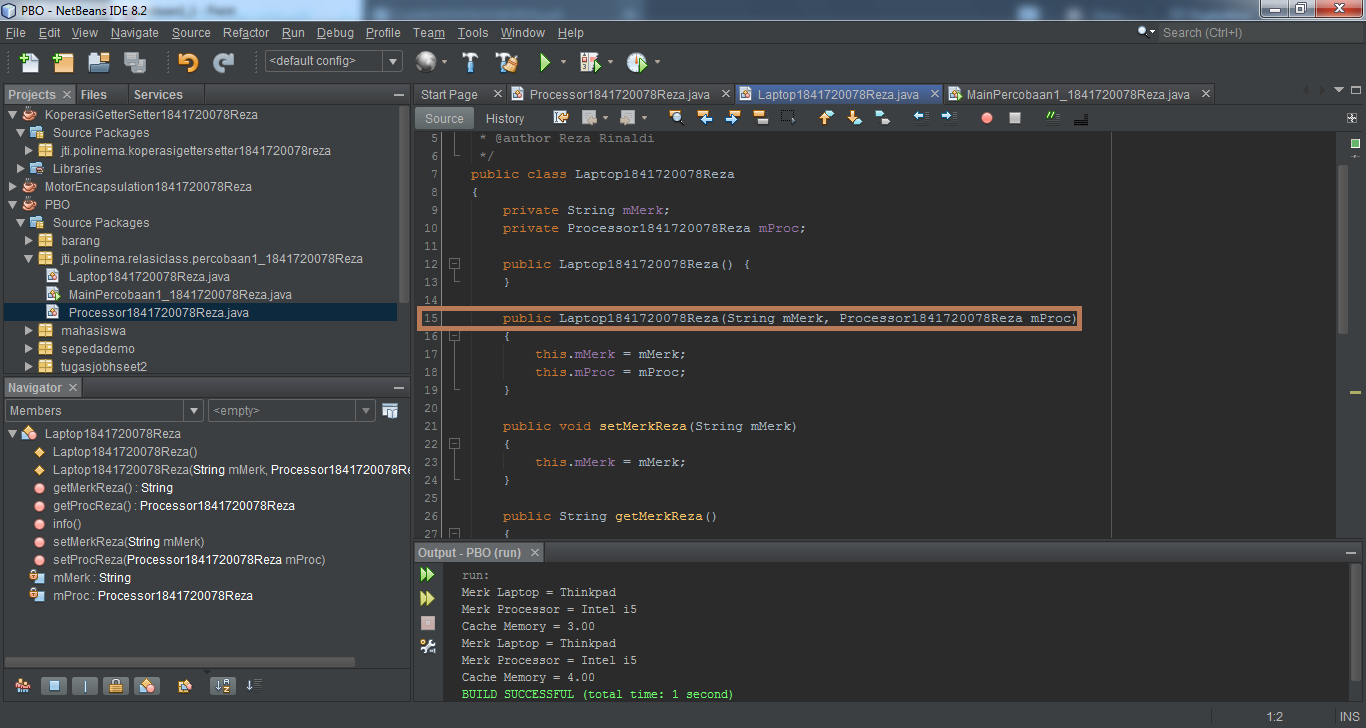 PBO - NetBeans IDE 8.2
File Edit View Navigate Source Refactor Run Debug Profile Team Tools Window Help
Search (Ctrl+I)
<default config>
Projects Files Services
KoperasiGetterSetter1841720078Reza
Source Packages
jti.polinema.koperasigettersetter1841720078reza
Libraries
MotorEncapsulation1841720078Reza
PBO
Source Packages
barang
jti.polinema.relasiclass.percobaan1_1841720078Reza
Laptop1841720078Reza.java
MainPercobaan1_1841720078Reza.java
Processor1841720078Reza.java
mahasiswa
sepedademo
tugasjobhseet2
Navigator
Members
<empty>
Laptop1841720078Reza
Laptop1841720078Reza()
Laptop1841720078Reza(String mMerk, Processor1841720078Re
getMerkReza() : String
getProcReza() : Processor1841720078Reza
info()
setMerkReza(String mMerk)
setProcReza(Processor1841720078Reza mProc)
mMerk : String
mProc : Processor1841720078Reza
Start Page Processor1841720078Reza.java Laptop1841720078Reza.java MainPercobaan1_1841720078Reza.java
Source History
5 * @author Reza Rinaldi
6 */
7 public class Laptop1841720078Reza
8 {
9 private String mMerk;
10 private Processor1841720078Reza mProc;
11
12 public Laptop1841720078Reza() {
13 }
14
15 public Laptop1841720078Reza(String mMerk, Processor1841720078Reza mProc)
16 {
17 this.mMerk = mMerk;
18 this.mProc = mProc;
19 }
20
21 public void setMerkReza(String mMerk)
22 {
23 this.mMerk = mMerk;
24 }
25
26 public String getMerkReza()
27 {
Output - PBO (run)
run:
Merk Laptop = Thinkpad
Merk Processor = Intel i5
Cache Memory = 3.00
Merk Laptop = Thinkpad
Merk Processor = Intel i5
Cache Memory = 4.00
BUILD SUCCESSFUL (total time: 1 second)
1:2 INS